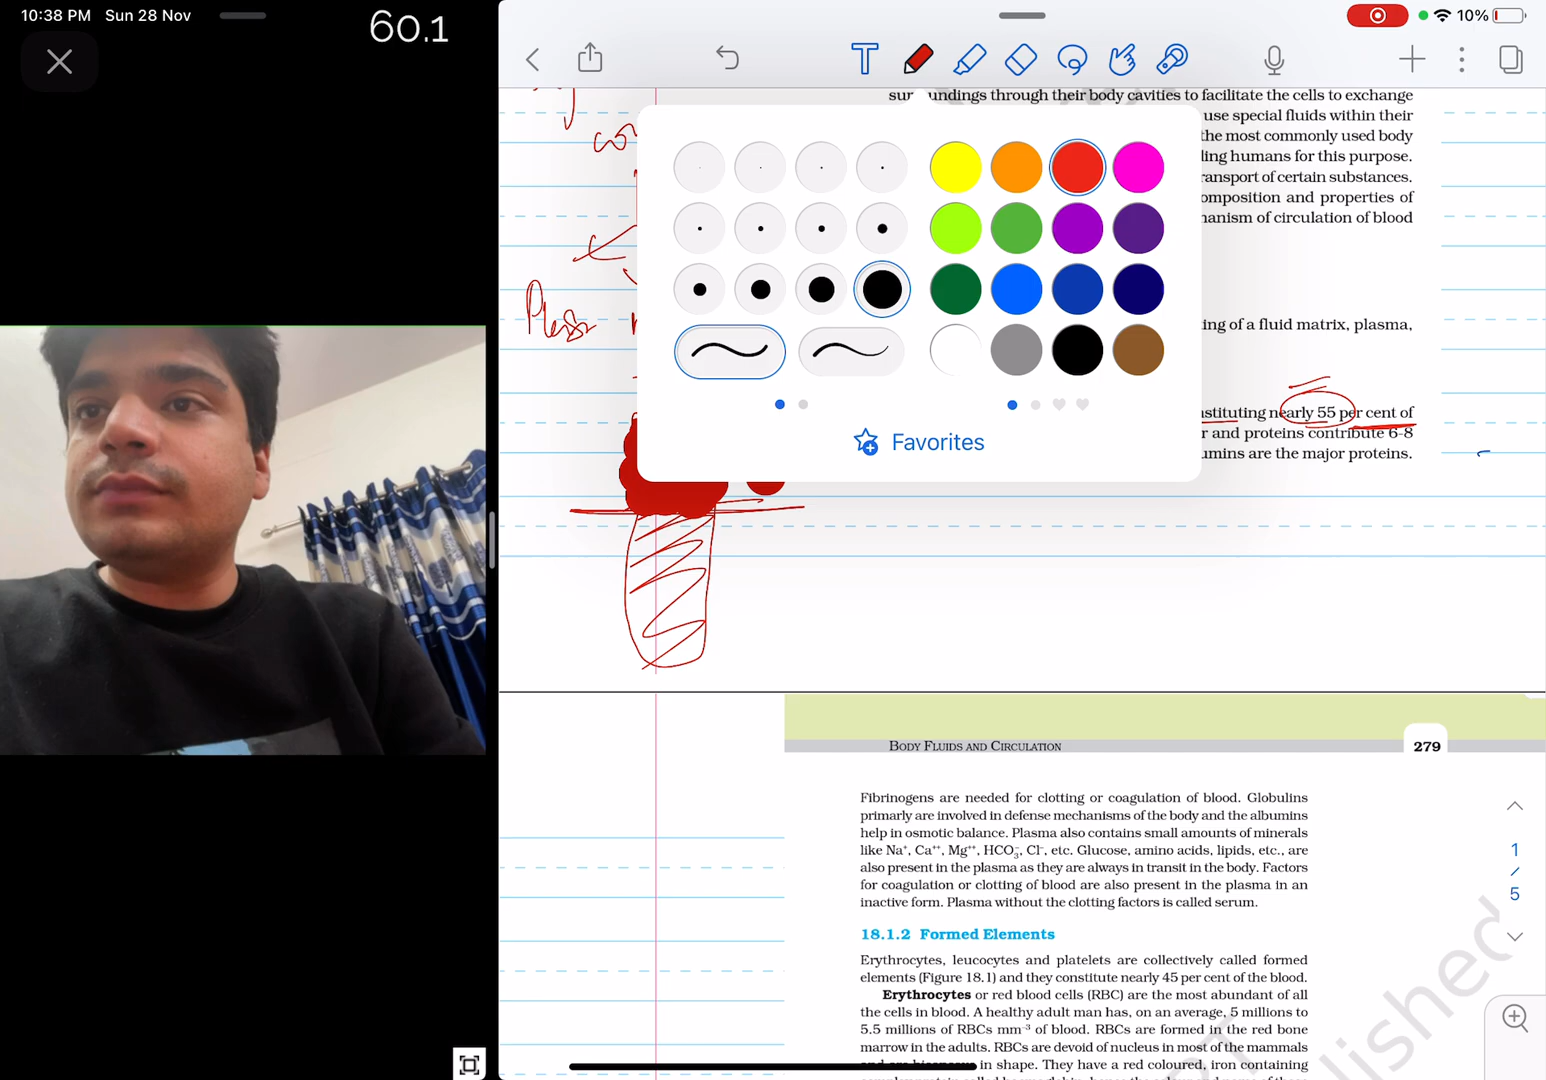 10:38 PM Sun 28 Nov
60.1
10%
T
surroundings through their body cavities to facilitate the cells to exchange
use special fluids within their
the most commonly used body
ling humans for this purpose.
ransport of certain substances.
omposition and properties of
hanism of circulation of blood
ting of a fluid matrix, plasma,
nstituting nearly 55 per cent of
r and proteins contribute 6-8
umins are the major proteins.
Favorites
BODY FLUIDS AND CIRCULATION
279
Fibrinogens are needed for clotting or coagulation of blood. Globulins
primarly are involved in defense mechanisms of the body and the albumins
help in osmotic balance. Plasma also contains small amounts of minerals
like Na⁺, Ca⁺⁺, Mg⁺⁺, HCO₃⁻, Cl⁻, etc. Glucose, amino acids, lipids, etc., are
also present in the plasma as they are always in transit in the body. Factors
for coagulation or clotting of blood are also present in the plasma in an
inactive form. Plasma without the clotting factors is called serum.
18.1.2 Formed Elements
Erythrocytes, leucocytes and platelets are collectively called formed
elements (Figure 18.1) and they constitute nearly 45 per cent of the blood.
Erythrocytes or red blood cells (RBC) are the most abundant of all
the cells in blood. A healthy adult man has, on an average, 5 millions to
5.5 millions of RBCs mm⁻³ of blood. RBCs are formed in the red bone
marrow in the adults. RBCs are devoid of nucleus in most of the mammals
in shape. They have a red coloured, iron containing
1
/
5